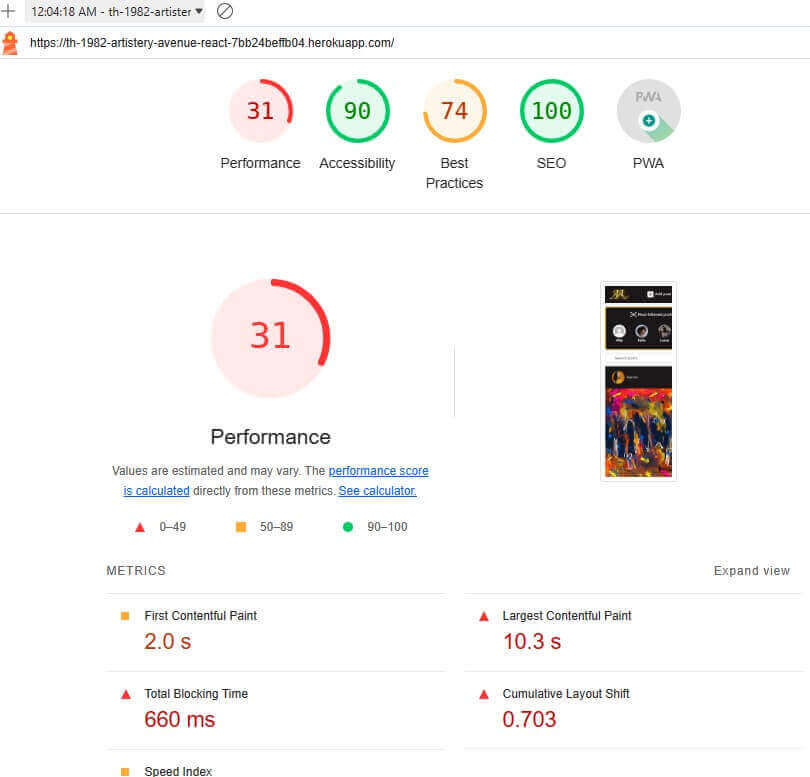 12:04:18 AM - th-1982-artister
https://th-1982-artistery-avenue-react-7bb24beffb04.herokuapp.com/
31 90 74 100 PWA
Performance Accessibility Best Practices SEO PWA
31
Performance
Values are estimated and may vary. The performance score
is calculated directly from these metrics. See calculator.
0–49 50–89 90–100
METRICS
Expand view
First Contentful Paint
2.0 s
Largest Contentful Paint
10.3 s
Total Blocking Time
660 ms
Cumulative Layout Shift
0.703
Speed Index